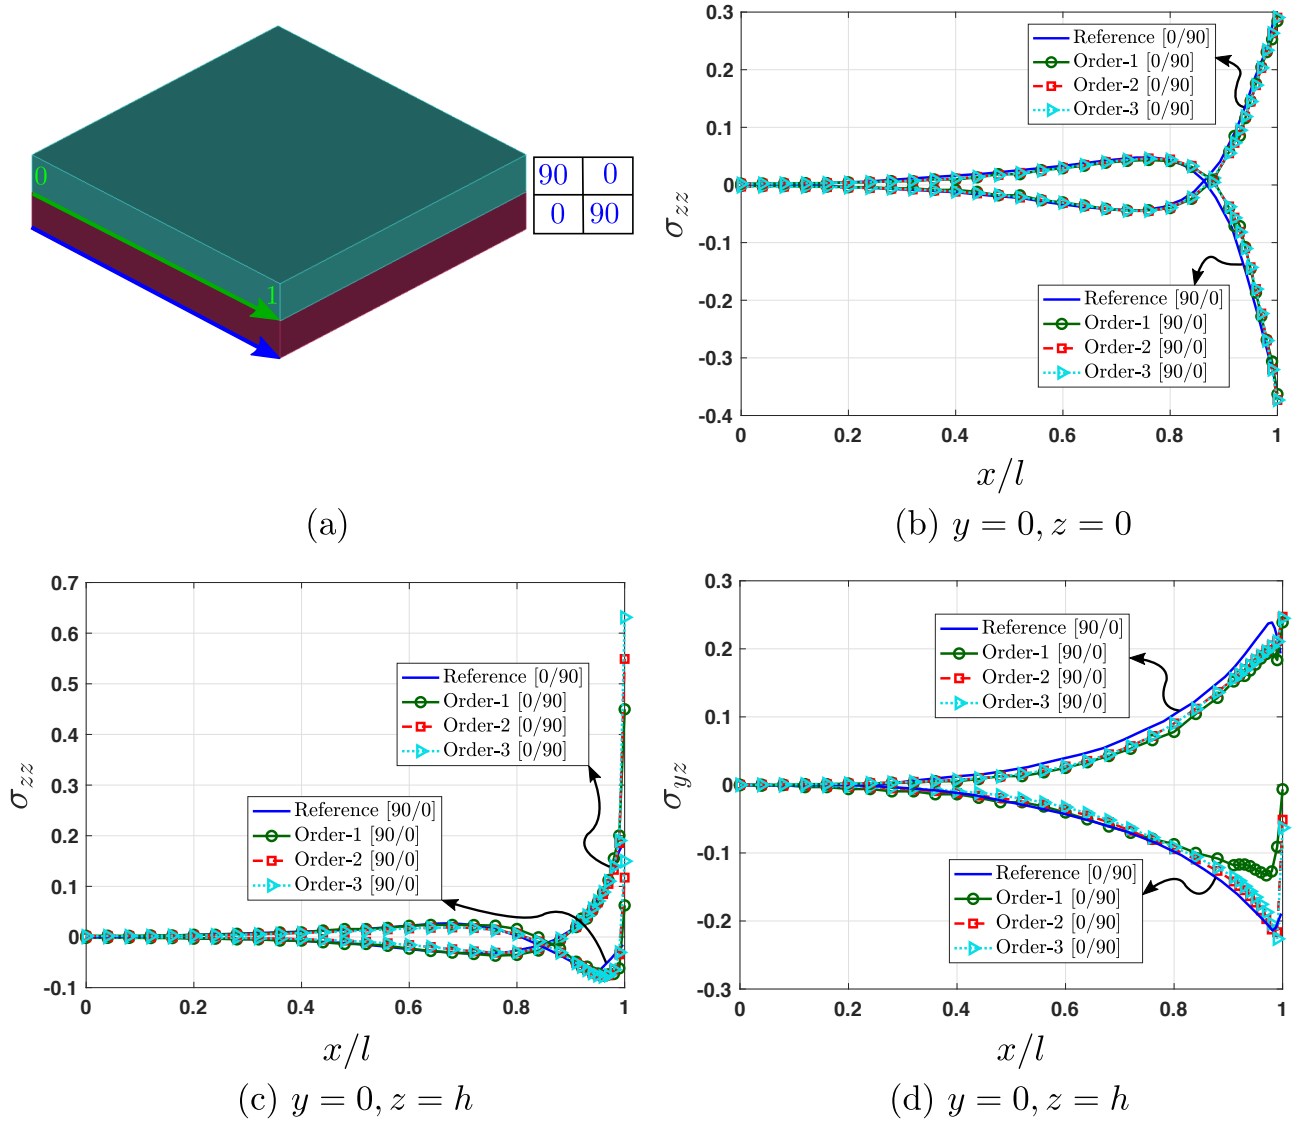 0
1
90 0
0 90
(a)
0.3
0.2
0.1
0
-0.1
-0.2
-0.3
-0.4
σzz
Reference [0/90]
Order-1 [0/90]
Order-2 [0/90]
Order-3 [0/90]
Reference [90/0]
Order-1 [90/0]
Order-2 [90/0]
Order-3 [90/0]
0 0.2 0.4 0.6 0.8 1
x/l
(b) y = 0, z = 0
0.7
0.6
0.5
0.4
0.3
0.2
0.1
0
-0.1
σzz
Reference [0/90]
Order-1 [0/90]
Order-2 [0/90]
Order-3 [0/90]
Reference [90/0]
Order-1 [90/0]
Order-2 [90/0]
Order-3 [90/0]
0 0.2 0.4 0.6 0.8 1
x/l
(c) y = 0, z = h
0.3
0.2
0.1
0
-0.1
-0.2
-0.3
σyz
Reference [90/0]
Order-1 [90/0]
Order-2 [90/0]
Order-3 [90/0]
Reference [0/90]
Order-1 [0/90]
Order-2 [0/90]
Order-3 [0/90]
0 0.2 0.4 0.6 0.8 1
x/l
(d) y = 0, z = h